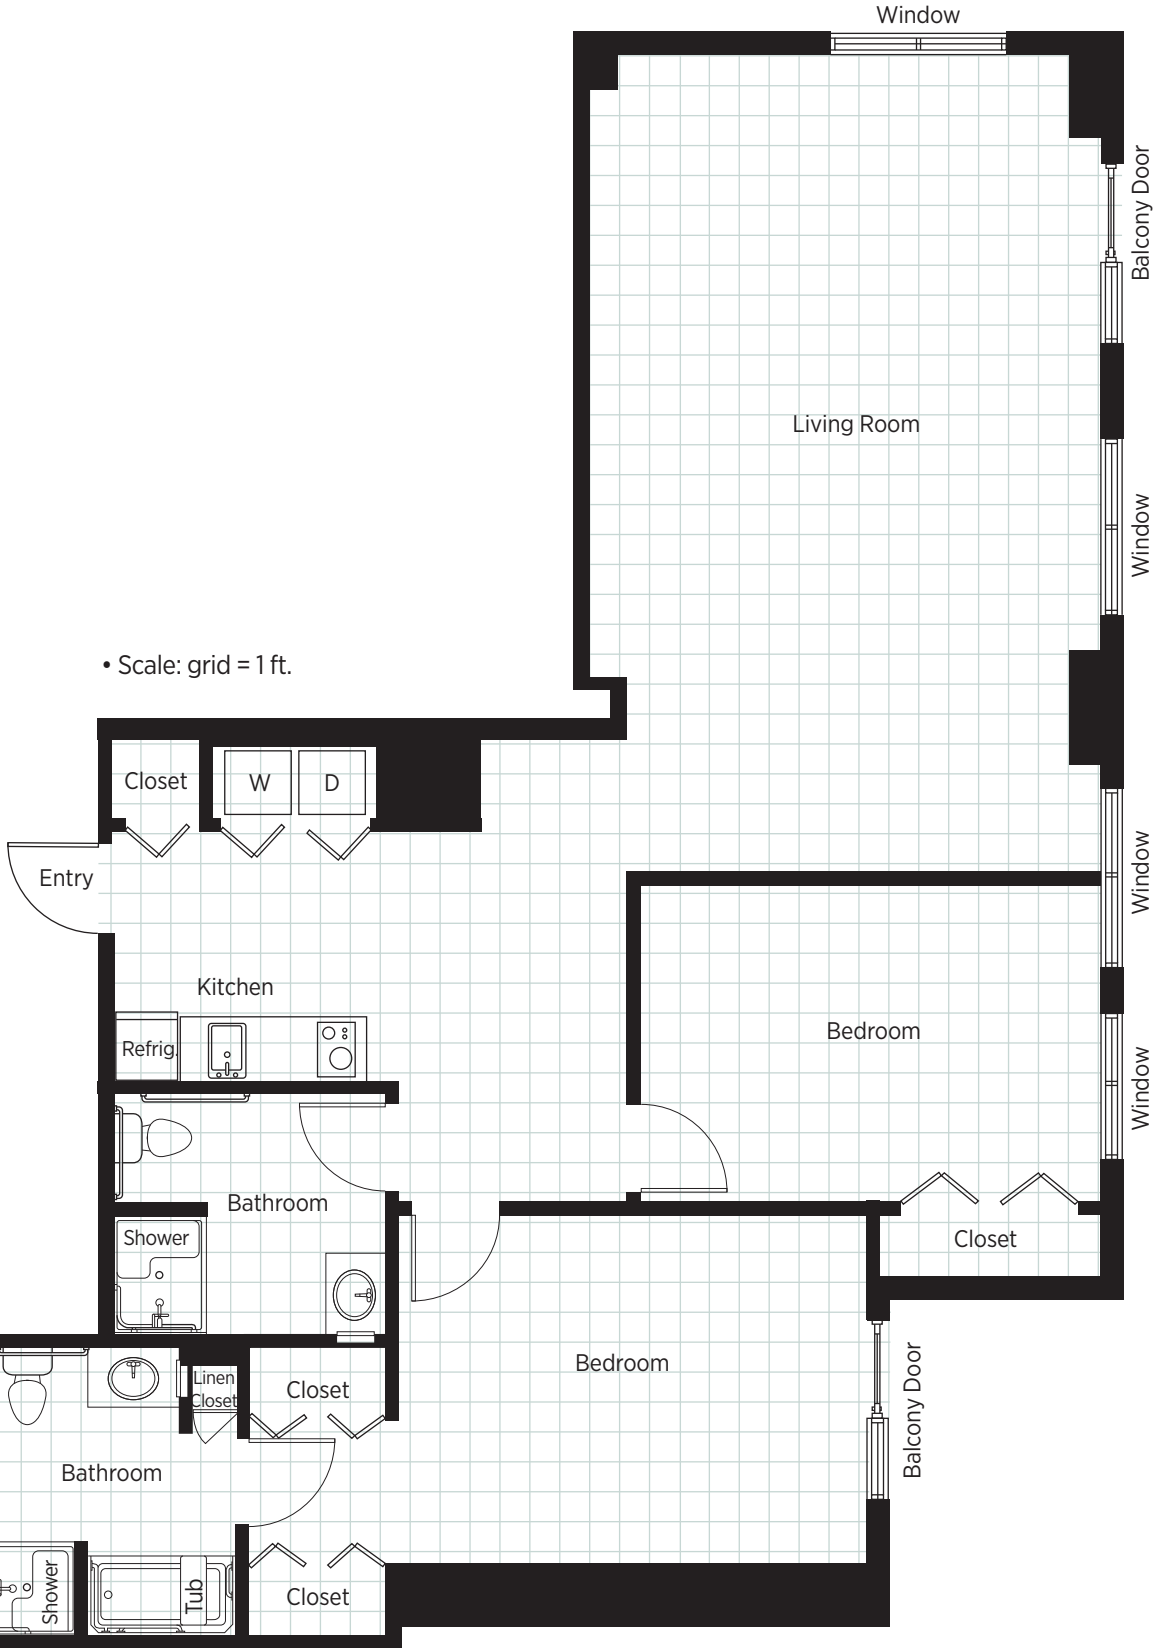 Window
Balcony Door
Living Room
Window
• Scale: grid = 1 ft.
Closet
W
D
Window
Entry
Kitchen
Refrig.
Bedroom
Window
Bathroom
Shower
Closet
Bedroom
Linen
Closet
Closet
Balcony Door
Bathroom
Shower
Tub
Closet